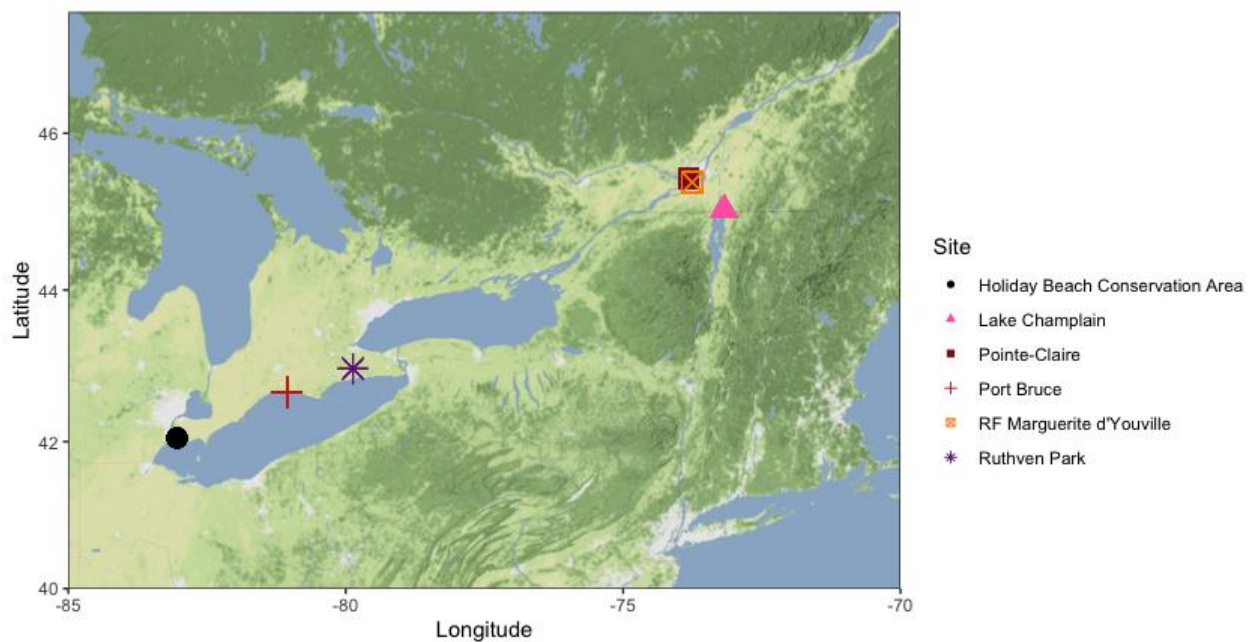 46
44
42
40
-85
-80
-75
-70
Latitude
Longitude
Site
Holiday Beach Conservation Area
Lake Champlain
Pointe-Claire
Port Bruce
RF Marguerite d'Youville
Ruthven Park